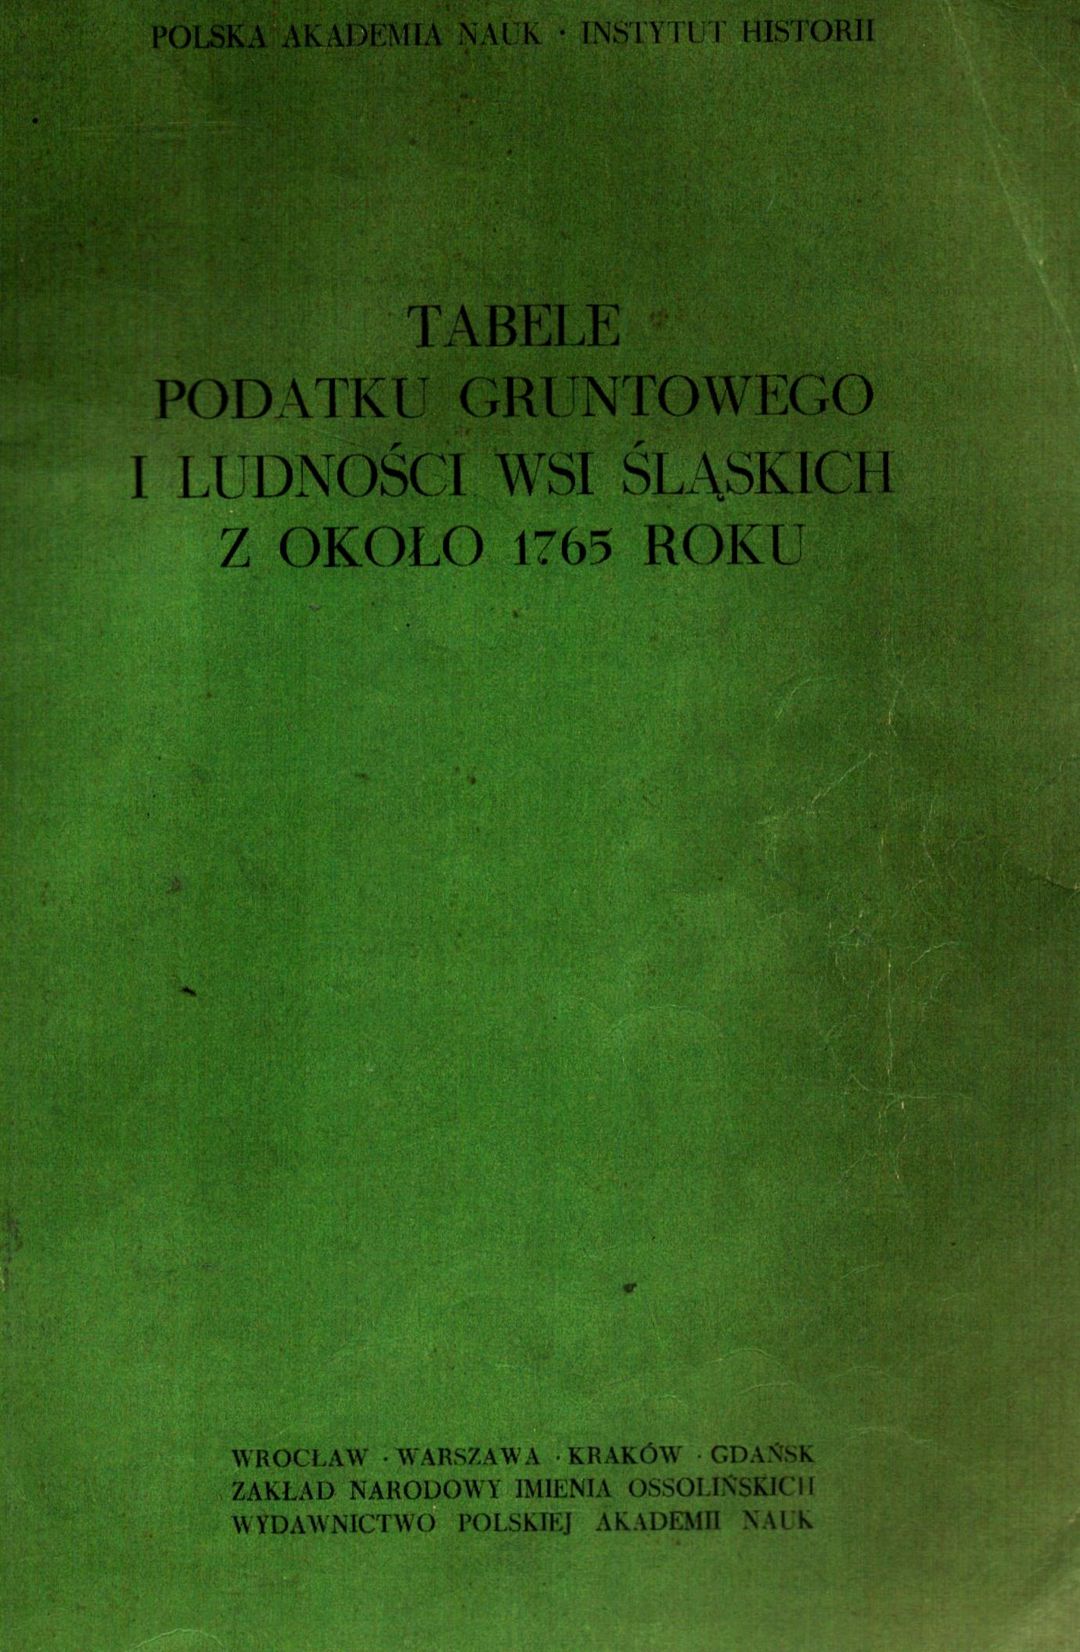 POLSKA AKADEMIA NAUK · INSTYTUT HISTORII
TABELE
PODATKU GRUNTOWEGO
I LUDNOŚCI WSI ŚLĄSKICH
Z OKOŁO 1765 ROKU
WROCŁAW · WARSZAWA · KRAKÓW · GDAŃSK
ZAKŁAD NARODOWY IMIENIA OSSOLIŃSKICH
WYDAWNICTWO POLSKIEJ AKADEMII NAUK